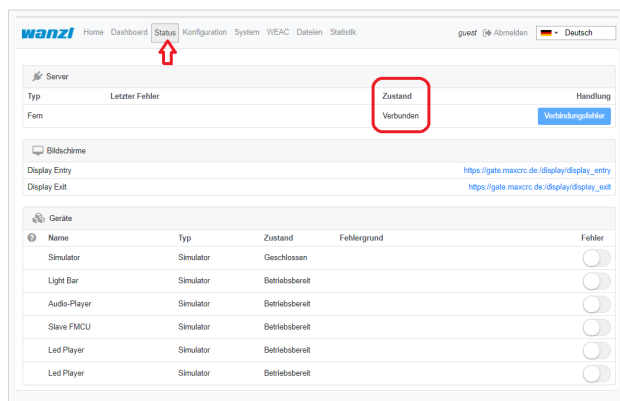 wanzl Home Dashboard Status Konfiguration System WEAC Dateien Statistik guest Abmelden Deutsch
Server
Typ Letzter Fehler Zustand Handlung
Fern Verbunden Verbindungsfehler
Bildschirme
Display Entry https://gate.maxcrc.de:/display/display_entry
Display Exit https://gate.maxcrc.de:/display/display_exit
Geräte
Name Typ Zustand Fehlergrund Fehler
Simulator Simulator Geschlossen
Light Bar Simulator Betriebsbereit
Audio-Player Simulator Betriebsbereit
Slave FMCU Simulator Betriebsbereit
Led Player Simulator Betriebsbereit
Led Player Simulator Betriebsbereit